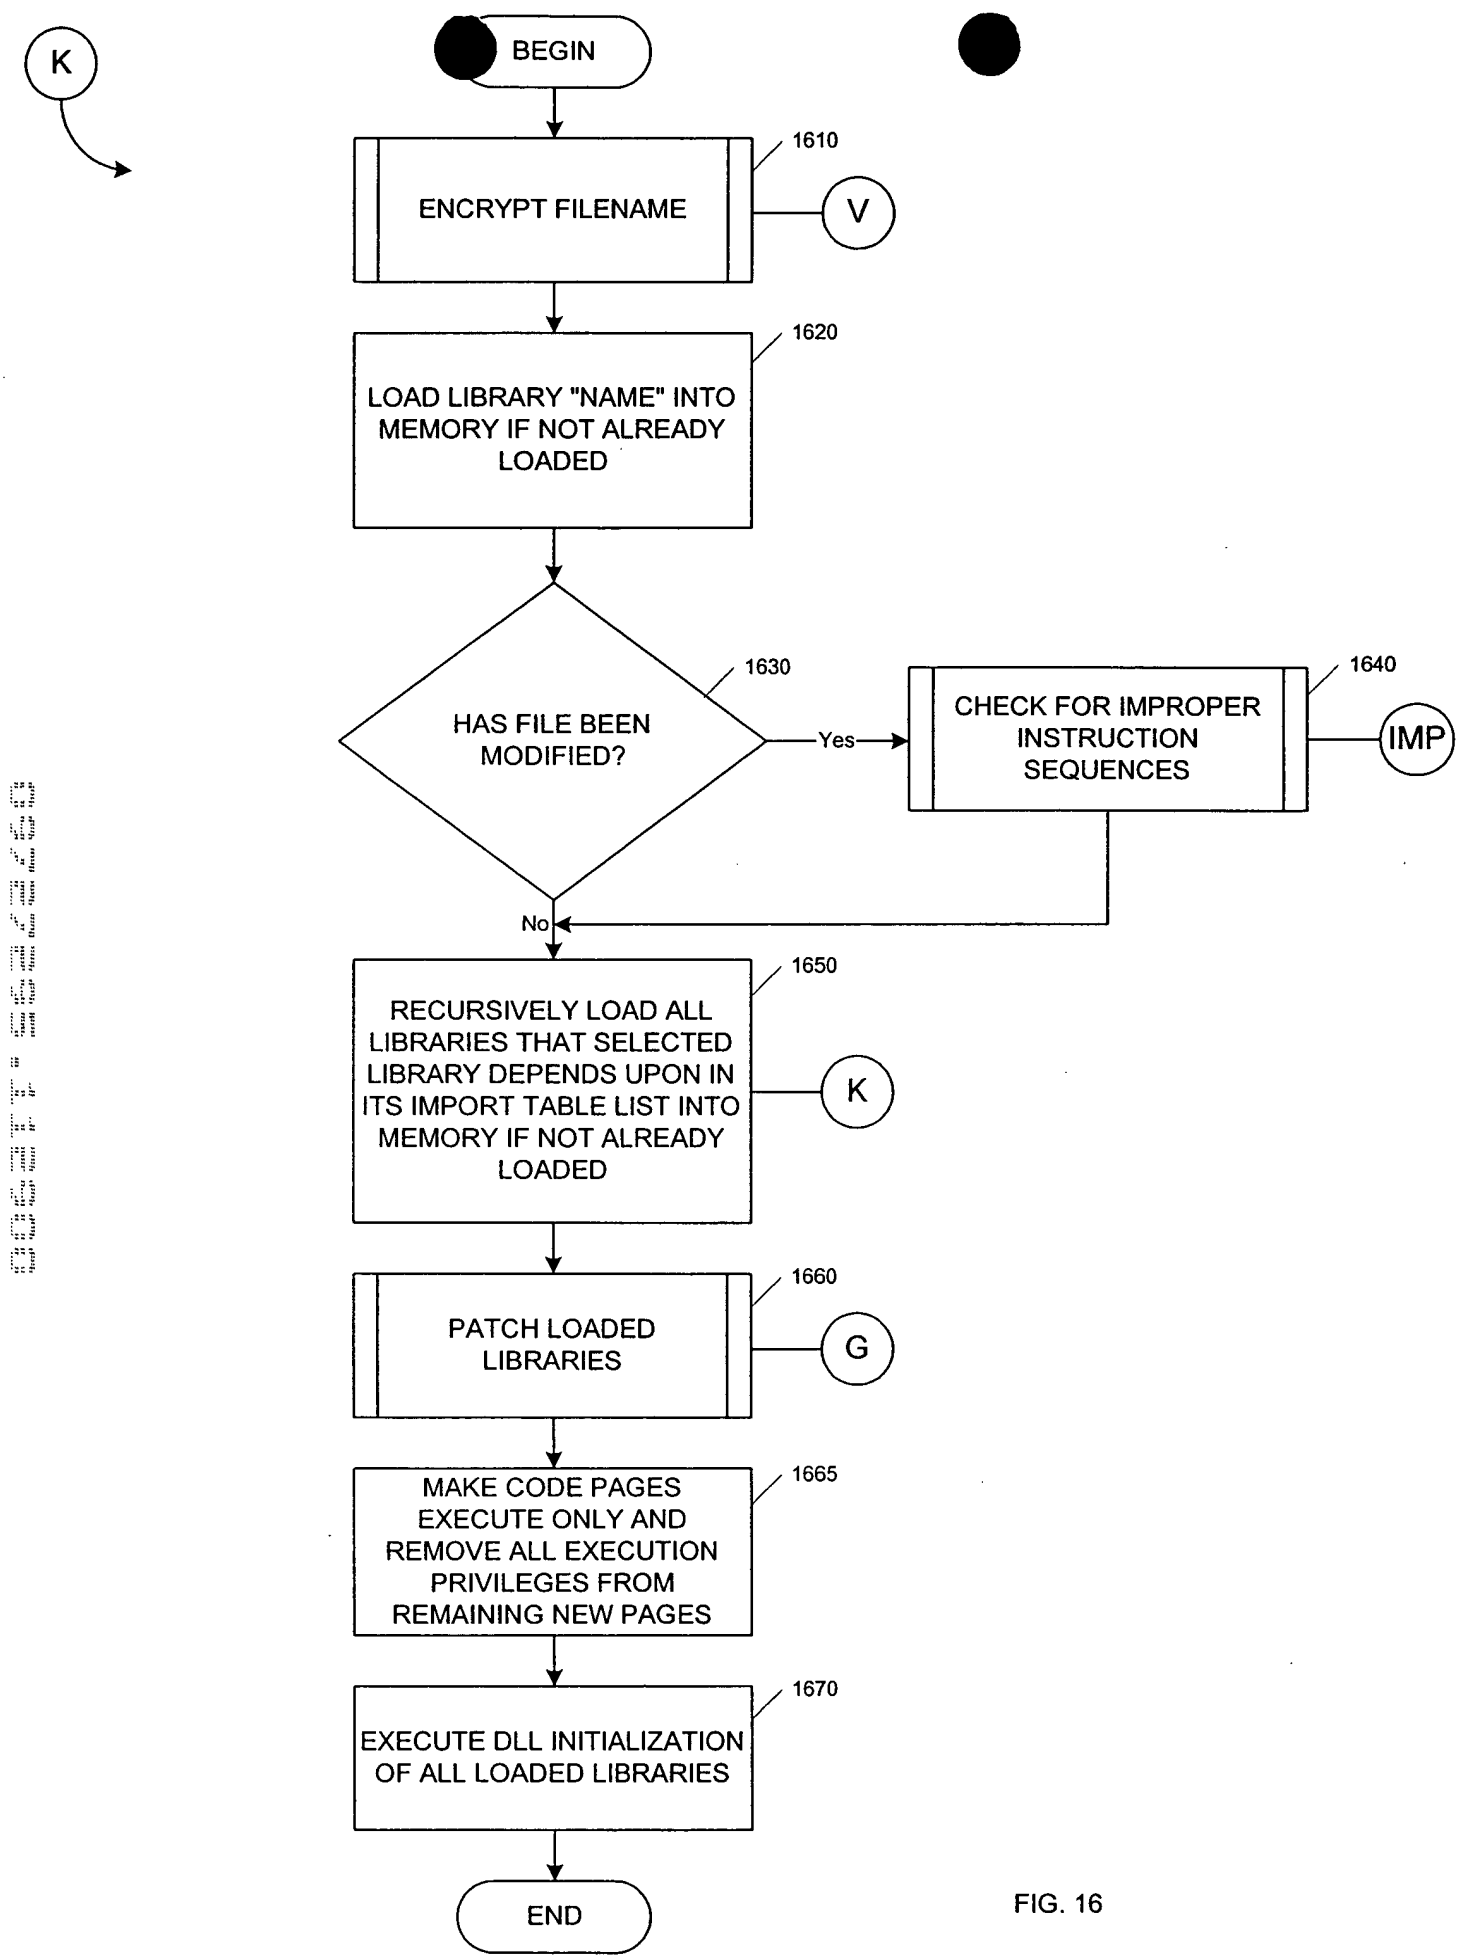 K
BEGIN
1610
ENCRYPT FILENAME
V
1620
LOAD LIBRARY "NAME" INTO
MEMORY IF NOT ALREADY
LOADED
1630
HAS FILE BEEN
MODIFIED?
Yes
1640
CHECK FOR IMPROPER
INSTRUCTION
SEQUENCES
IMP
No
1650
RECURSIVELY LOAD ALL
LIBRARIES THAT SELECTED
LIBRARY DEPENDS UPON IN
ITS IMPORT TABLE LIST INTO
MEMORY IF NOT ALREADY
LOADED
K
1660
PATCH LOADED
LIBRARIES
G
1665
MAKE CODE PAGES
EXECUTE ONLY AND
REMOVE ALL EXECUTION
PRIVILEGES FROM
REMAINING NEW PAGES
1670
EXECUTE DLL INITIALIZATION
OF ALL LOADED LIBRARIES
END
FIG. 16